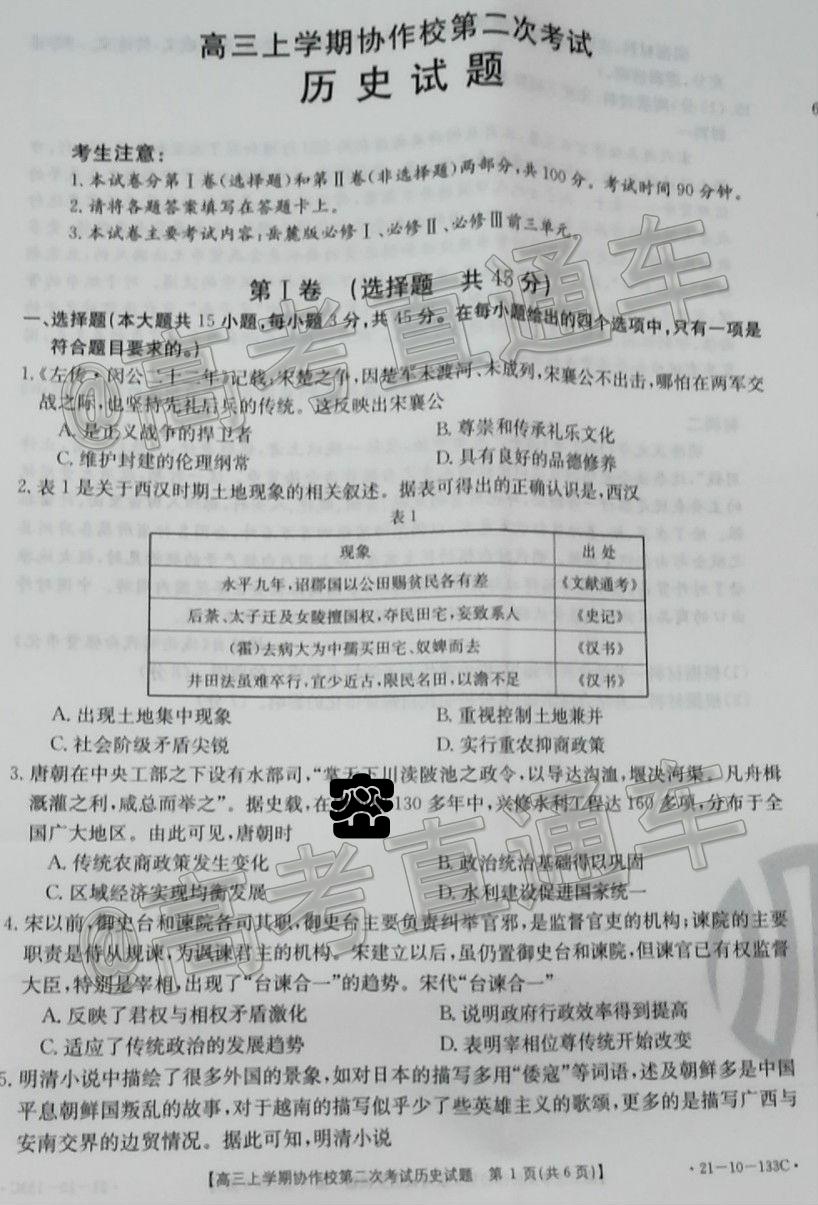 高三上学期协作校第二次考试
历史试题
考生注意：
1.本试卷分第Ⅰ卷(选择题)和第Ⅱ卷(非选择题)两部分,共100分。考试时间90分钟。
2.请将各题答案填写在答题卡上。
3.本试卷主要考试内容:岳麓版必修Ⅰ、必修Ⅱ、必修Ⅲ前三单元。
第Ⅰ卷 (选择题 共45分)
一、选择题(本大题共15小题,每小题3分,共45分。在每小题给出的四个选项中,只有一项是
符合题目要求的。)
1.《左传·闵公二十二年》记载:宋楚之争,因楚军未渡河、未成列,宋襄公不出击,哪怕在两军交
战之际,也坚持先礼后兵的传统。这反映出宋襄公
A. 是正义战争的捍卫者 B. 尊崇和传承礼乐文化
C. 维护封建的伦理纲常 D. 具有良好的品德修养
2. 表1是关于西汉时期土地现象的相关叙述。据表可得出的正确认识是,西汉
表1
现象 出处
永平九年,诏郡国以公田赐贫民各有差 《文献通考》
后荼、太子迁及女陵擅国权,夺民田宅,妄致系人 《史记》
(霍)去病大为中孺买田宅、奴婢而去 《汉书》
井田法虽难卒行,宜少近古,限民名田,以澹不足 《汉书》
A. 出现土地集中现象 B. 重视控制土地兼并
C. 社会阶级矛盾尖锐 D. 实行重农抑商政策
3. 唐朝在中央工部之下设有水部司,“掌天下川渎陂池之政令,以导达沟洫,堰决河渠。凡舟楫
溉灌之利,咸总而举之”。据史载,在 130多年中,兴修水利工程达160多项,分布于全
国广大地区。由此可见,唐朝时
A. 传统农商政策发生变化 B. 政治统治基础得以巩固
C. 区域经济实现均衡发展 D. 水利建设促进国家统一
4. 宋以前,御史台和谏院各司其职,御史台主要负责纠举官邪,是监督官吏的机构;谏院的主要
职责是侍从规谏,为讽谏君主的机构。宋建立以后,虽仍置御史台和谏院,但谏官已有权监督
大臣,特别是宰相,出现了“台谏合一”的趋势。宋代“台谏合一”
A. 反映了君权与相权矛盾激化 B. 说明政府行政效率得到提高
C. 适应了传统政治的发展趋势 D. 表明宰相位尊传统开始改变
5. 明清小说中描绘了很多外国的景象,如对日本的描写多用“倭寇”等词语,述及朝鲜多是中国
平息朝鲜国叛乱的故事,对于越南的描写似乎少了些英雄主义的歌颂,更多的是描写广西与
安南交界的边贸情况。据此可知,明清小说
【高三上学期协作校第二次考试历史试题 第1页(共6页)】 ·21-10-133C·
@高考直通车
@高考直通车